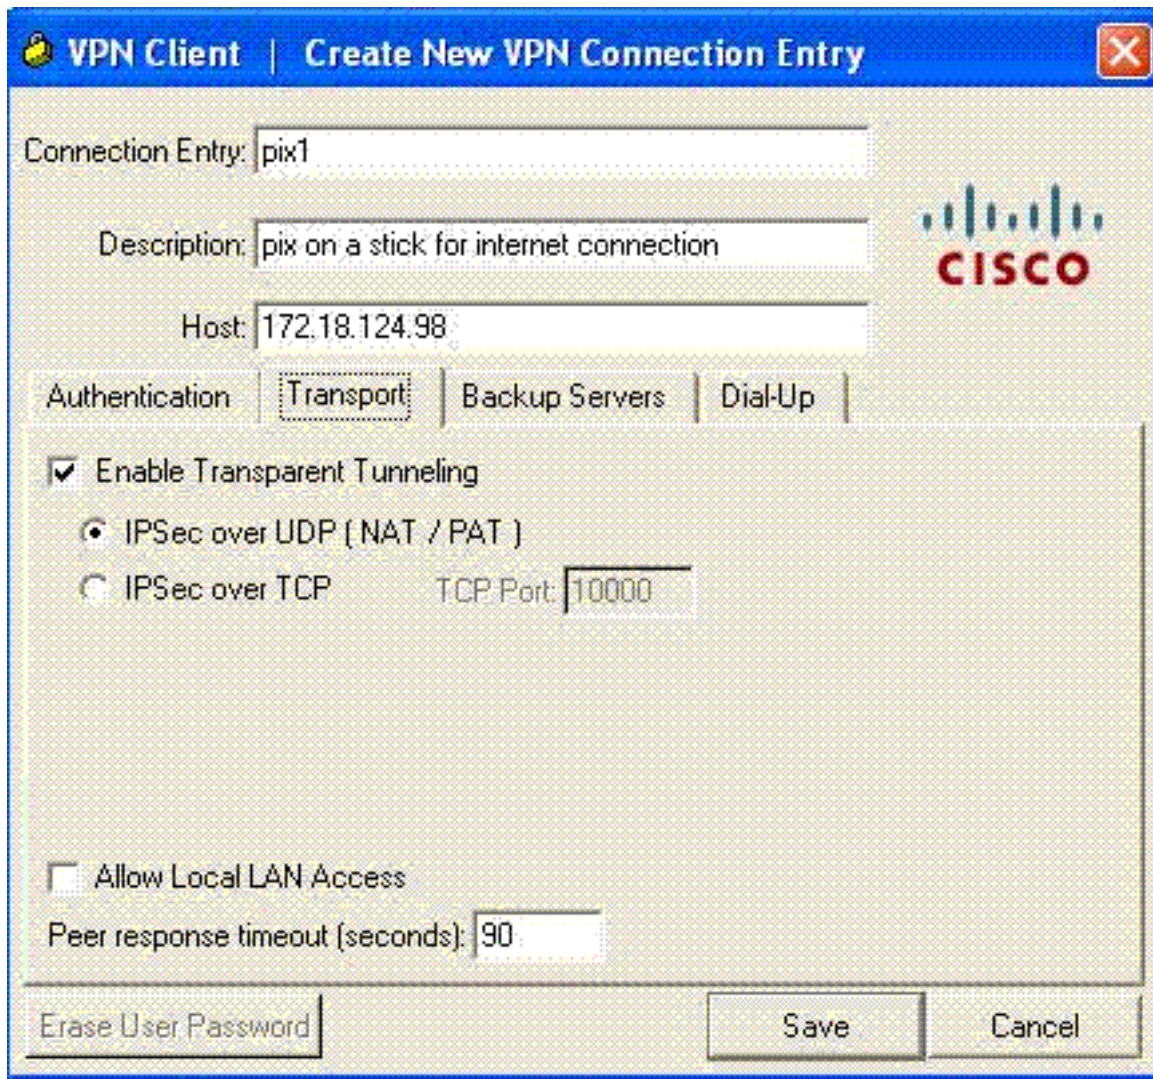 VPN Client | Create New VPN Connection Entry
Connection Entry: pix1
Description: pix on a stick for internet connection
Host: 172.18.124.98
CISCO
Authentication Transport Backup Servers Dial-Up
Enable Transparent Tunneling
IPSec over UDP ( NAT / PAT )
IPSec over TCP TCP Port: 10000
Allow Local LAN Access
Peer response timeout (seconds): 90
Erase User Password Save Cancel